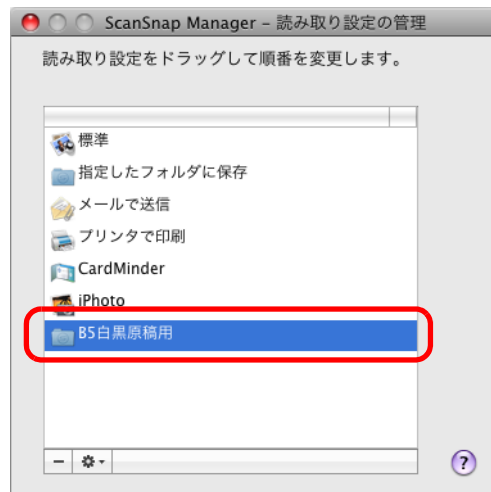 ScanSnap Manager – 読み取り設定の管理
読み取り設定をドラッグして順番を変更します。
標準
指定したフォルダに保存
メールで送信
プリンタで印刷
CardMinder
iPhoto
B5白黒原稿用
?